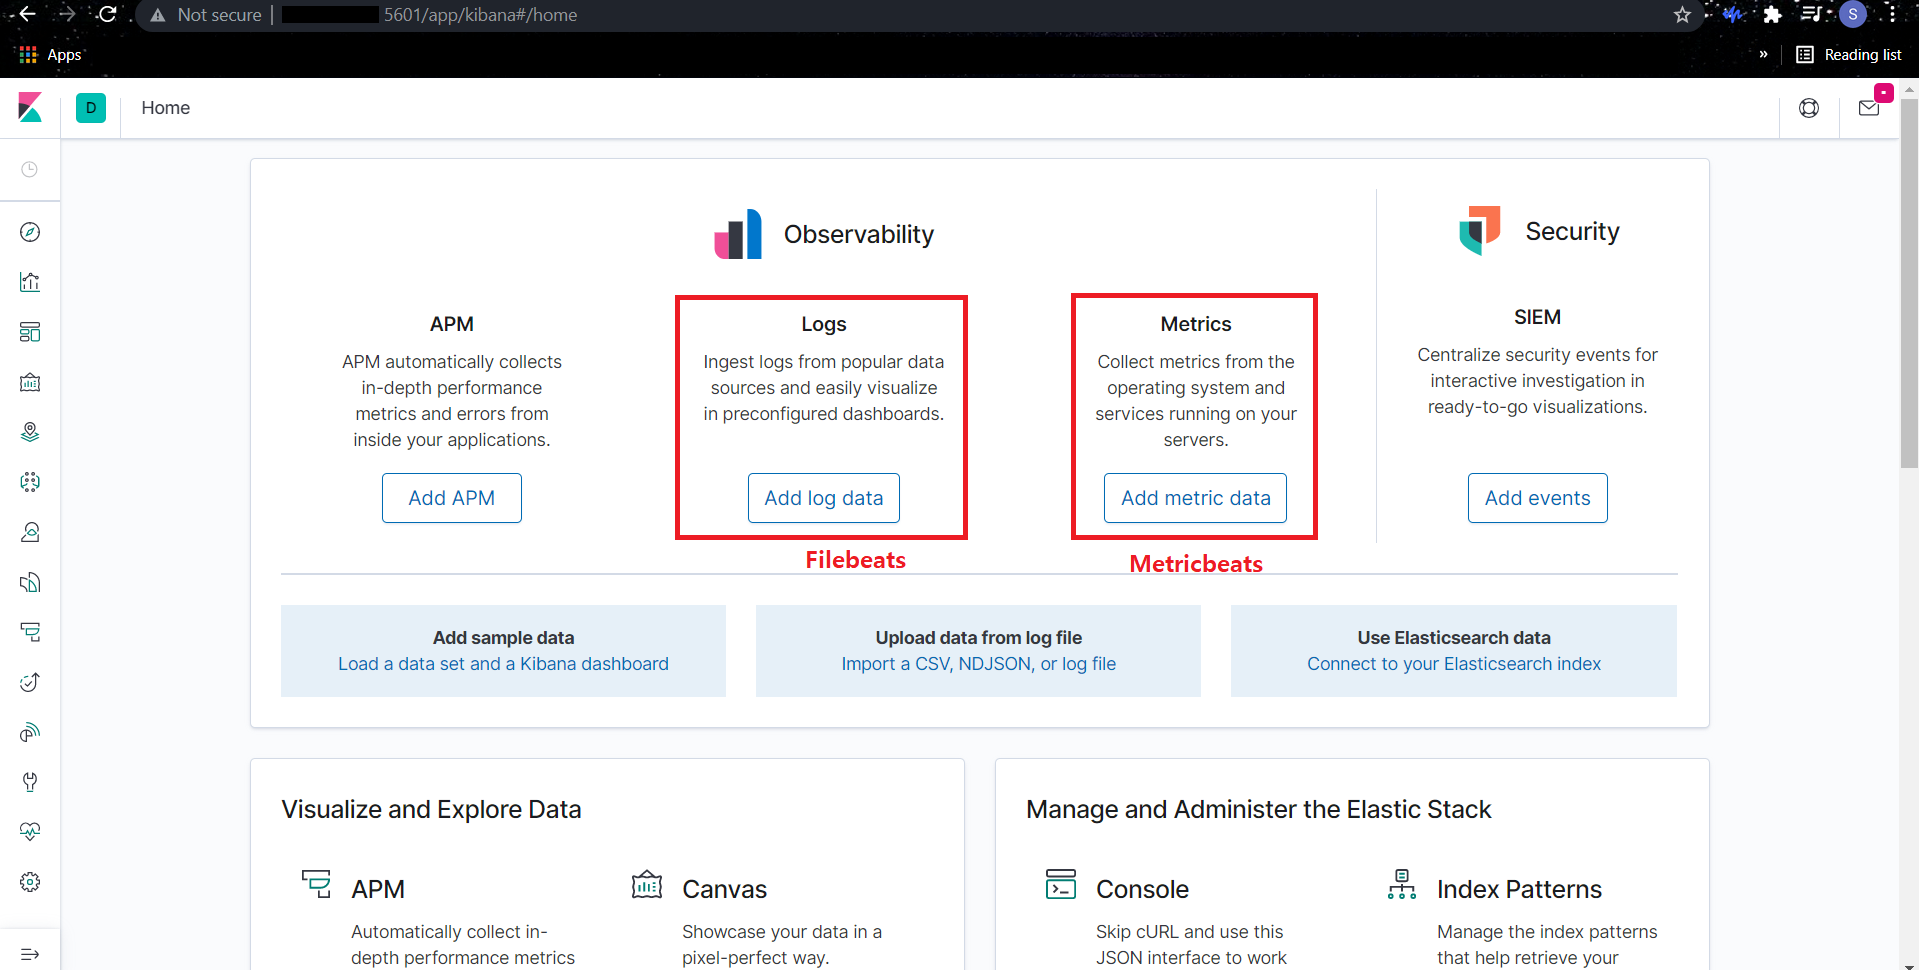 Not secure
5601/app/kibana#/home
S
Apps
»
Reading list
D
Home
Observability
Security
APM
APM automatically collects
in-depth performance
metrics and errors from
inside your applications.
Add APM
Logs
Ingest logs from popular data
sources and easily visualize
in preconfigured dashboards.
Add log data
Filebeats
Metrics
Collect metrics from the
operating system and
services running on your
servers.
Add metric data
Metricbeats
SIEM
Centralize security events for
interactive investigation in
ready-to-go visualizations.
Add events
Add sample data
Load a data set and a Kibana dashboard
Upload data from log file
Import a CSV, NDJSON, or log file
Use Elasticsearch data
Connect to your Elasticsearch index
Visualize and Explore Data
APM
Automatically collect in-
depth performance metrics
Canvas
Showcase your data in a
pixel-perfect way.
Manage and Administer the Elastic Stack
Console
Skip cURL and use this
JSON interface to work
Index Patterns
Manage the index patterns
that help retrieve your